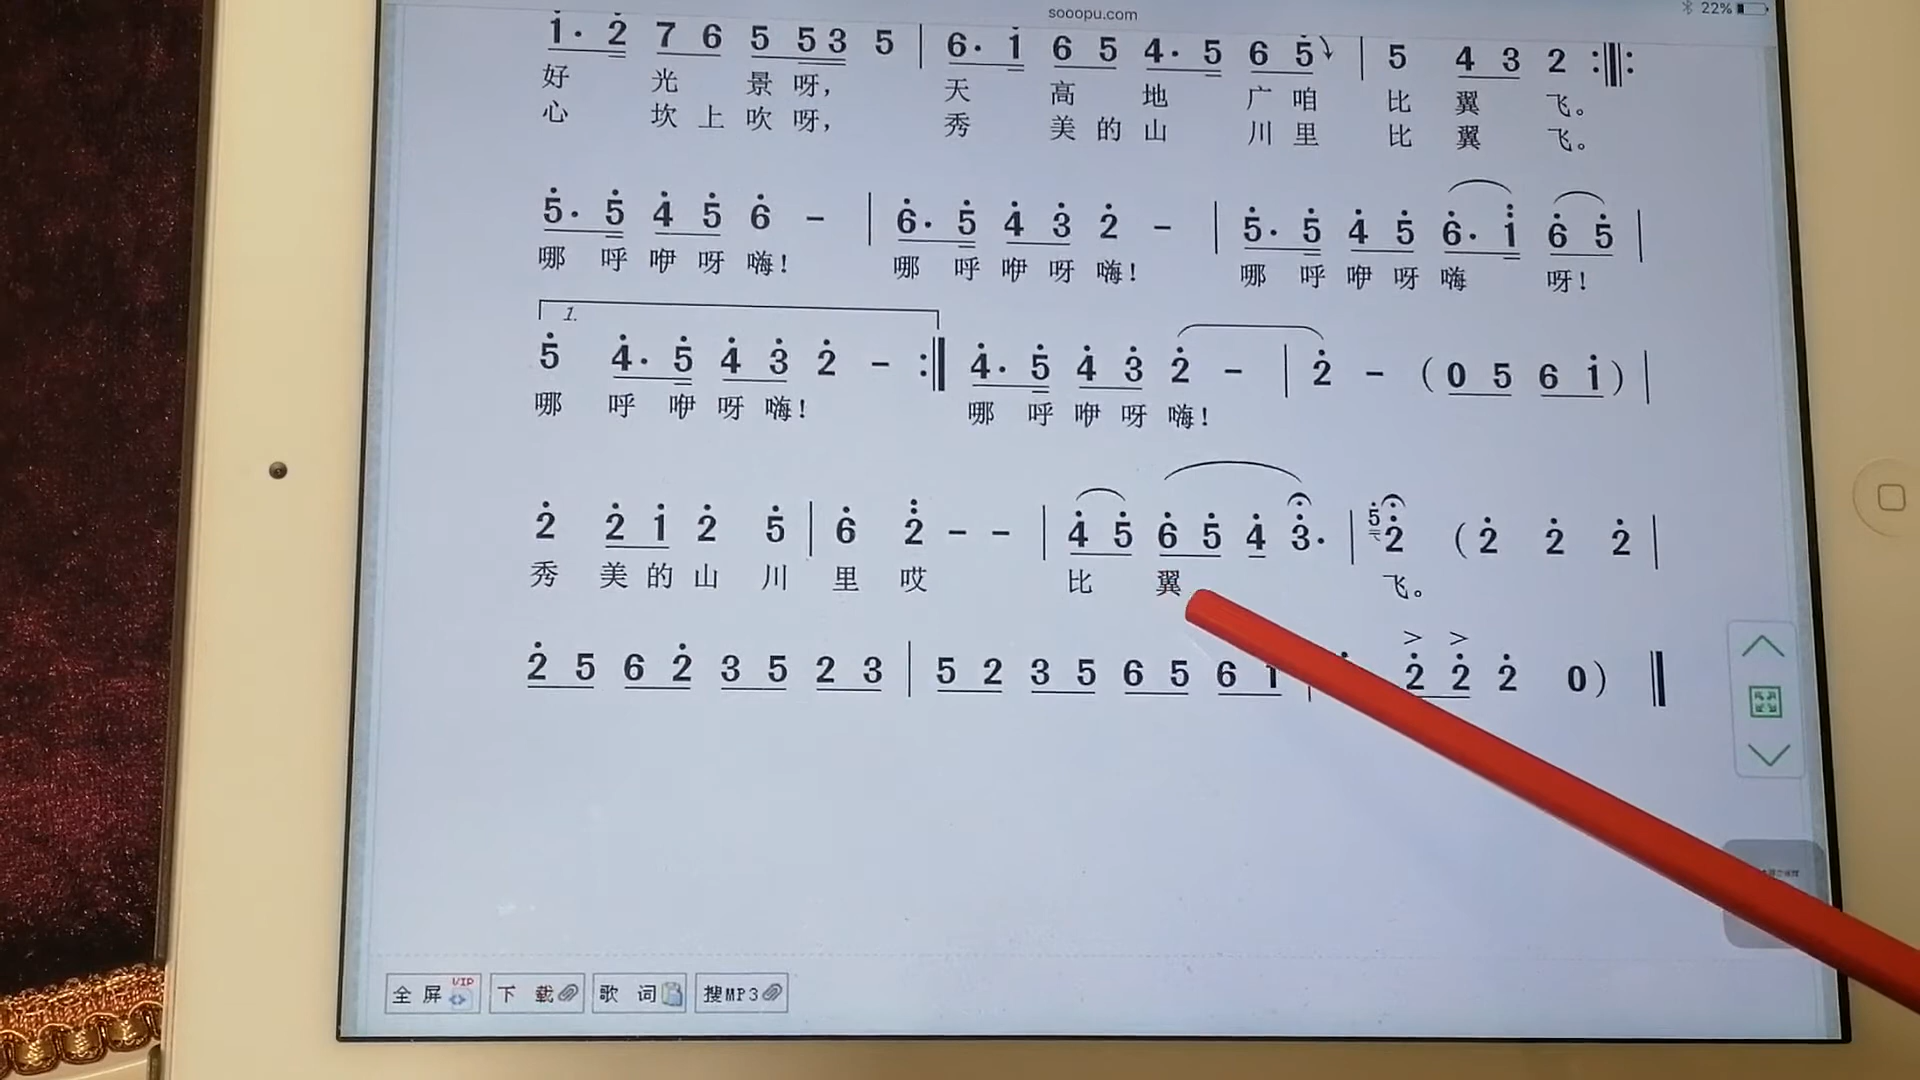 sooopu.com
22%
1̇· 2̇ 7 6 5 5 3 5 | 6· 1̇ 6 5 4· 5 6 5 | 5 4 3 2 :‖:
好 光 景 呀, 天 高 地 广 咱 比 翼 飞。
心 坎 上 吹 呀, 秀 美 的 山 川 里 比 翼 飞。
5̇· 5̇ 4̇ 5̇ 6̇ - | 6̇· 5̇ 4̇ 3̇ 2̇ - | 5̇· 5̇ 4̇ 5̇ 6̇· 1̈ 6̇ 5̇ |
哪 呼 咿 呀 嗨! 哪 呼 咿 呀 嗨! 哪 呼 咿 呀 嗨 呀!
1.
5̇ 4̇· 5̇ 4̇ 3̇ 2̇ - :‖ 4̇· 5̇ 4̇ 3̇ 2̇ - | 2̇ - (0 5 6 1̇) |
哪 呼 咿 呀 嗨! 哪 呼 咿 呀 嗨!
2̇ 2̇ 1̇ 2̇ 5̇ | 6̇ 2̈ - - | 4̇ 5̇ 6̇ 5̇ 4̇ 3̇· | 5̇ 2̇ (2̇ 2̇ 2̇ |
秀 美 的 山 川 里 哎 比 翼 飞。
2̇ 5 6 2̇ 3 5 2 3 | 5 2 3 5 6 5 6 1 | > > 2̇ 2̇ 2̇ 0) ‖
全 屏 VIP 下 载 歌 词 搜MP3